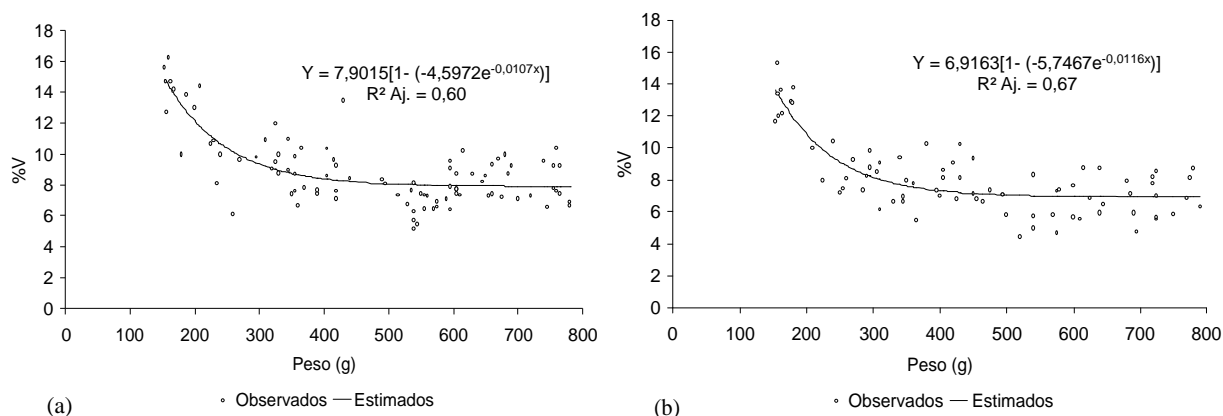 18
16
14
12
10
8
6
4
2
0
%V
Y = 7,9015[1- (-4,5972e^-0,0107x)]
R² Aj. = 0,60
0 100 200 300 400 500 600 700 800
Peso (g)
(a)
Observados
Estimados
18
16
14
12
10
8
6
4
2
0
%V
Y = 6,9163[1- (-5,7467e^-0,0116x)]
R² Aj. = 0,67
0 100 200 300 400 500 600 700 800
Peso (g)
(b)
Observados
Estimados